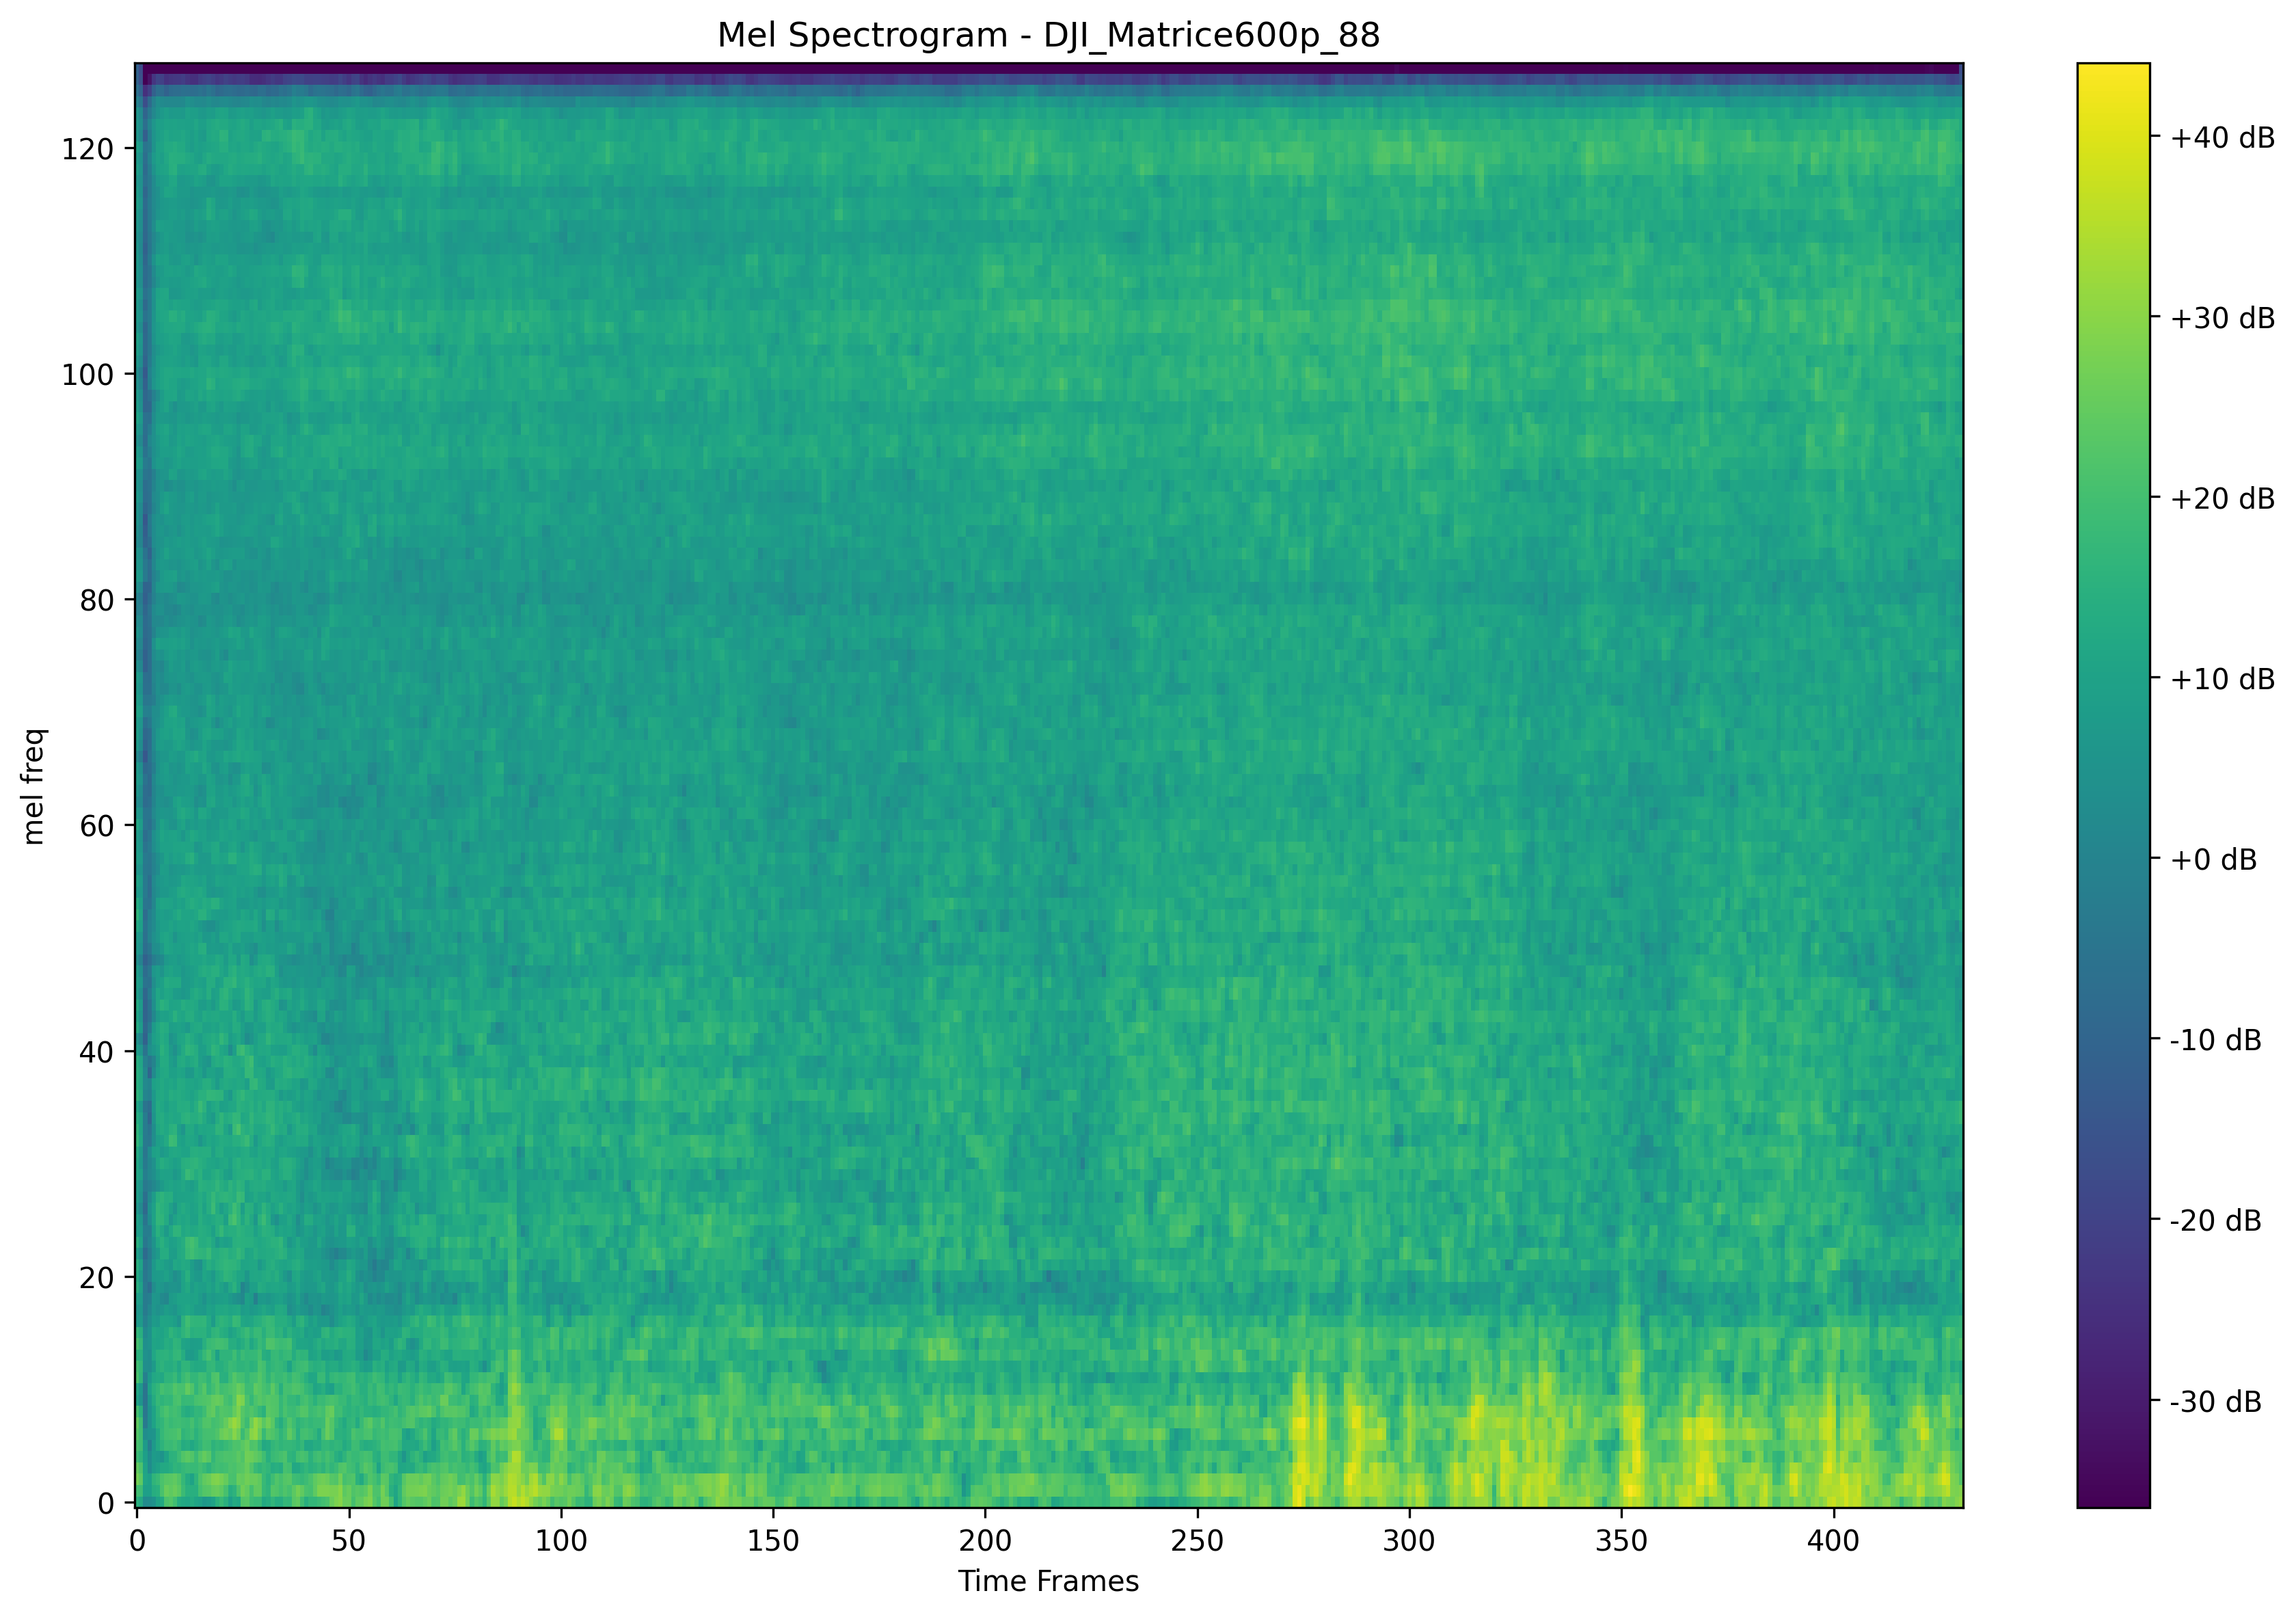 Mel Spectrogram - DJI_Matrice600p_88
mel freq
120
100
80
60
40
20
0
0 50 100 150 200 250 300 350 400
Time Frames
+40 dB
+30 dB
+20 dB
+10 dB
+0 dB
-10 dB
-20 dB
-30 dB